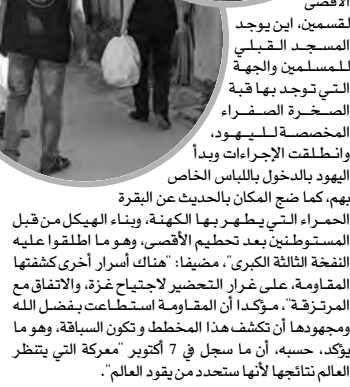 الأقصى
لقسمين، اين يوجد
المسجد القبلي
للمسلمين والجهة
التي توجد بها قبة
الصخرة الصفراء
المخصصة لليهود،
وانطلقت الإجراءات وبدأ
اليهود بالدخول باللباس الخاص
بهم، كما ضج المكان بالحديث عن البقرة
الحمراء التي يطهر بها الكهنة، وبناء الهيكل من قبل
المستوطنين بعد تحطيم الأقصى، وهو ما اطلقوا عليه
النفخة الثالثة الكبرى"، مضيفا: "هناك أسرار أخرى كشفتها
المقاومة، على غرار التحضير لاجتياح غزة، والاتفاق مع
المرتزقة". مؤكدا أن المقاومة استطاعت بفضل الله
ومجهودها أن تكشف هذا المخطط وتكون السباقة، وهو ما
يؤكد، حسبه، أن ما سجل في 7 أكتوبر "معركة التي يتنظر
العالم نتائجها لأنها ستحدد من يقود العالم".